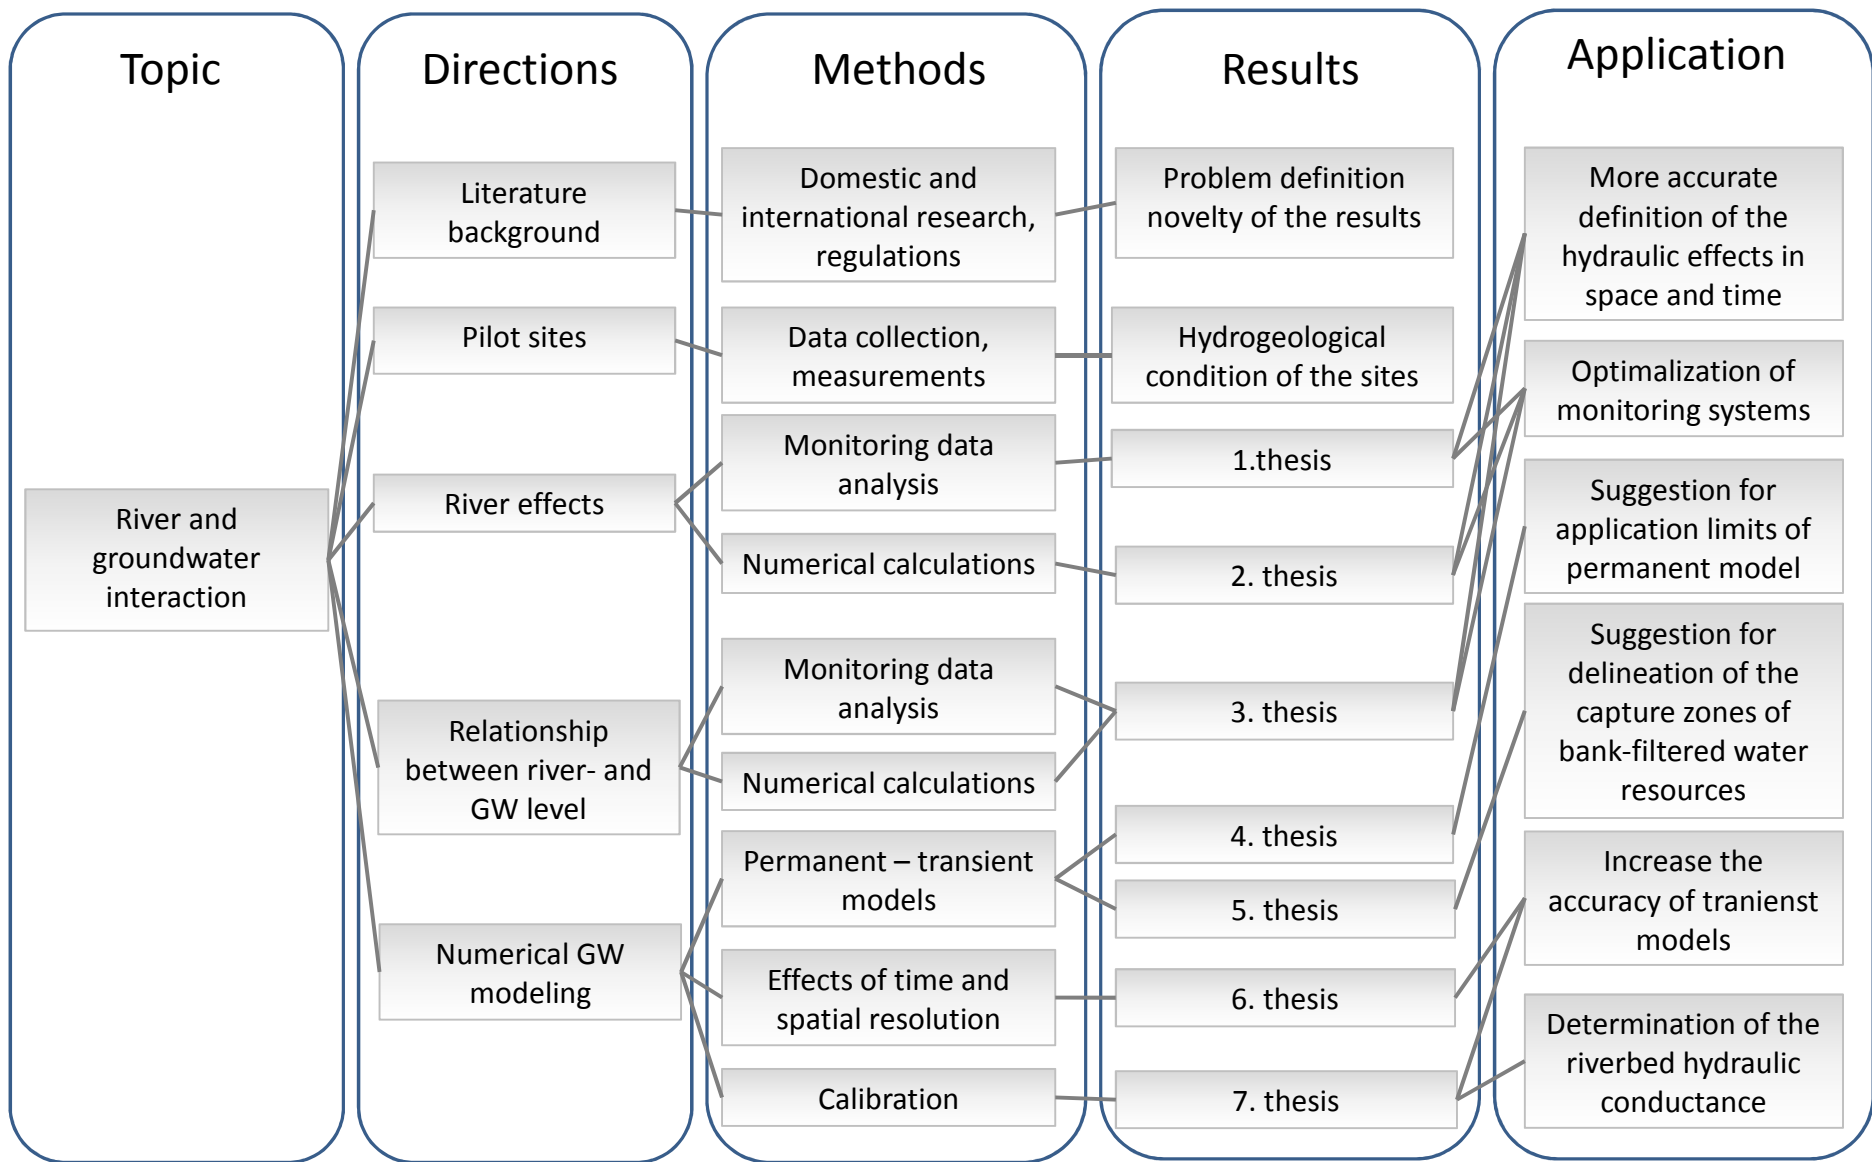 Topic
Directions
Methods
Results
Application
River and
groundwater
interaction
Literature
background
Pilot sites
River effects
Relationship
between river- and
GW level
Numerical GW
modeling
Domestic and
international research,
regulations
Data collection,
measurements
Monitoring data
analysis
Numerical calculations
Monitoring data
analysis
Numerical calculations
Permanent – transient
models
Effects of time and
spatial resolution
Calibration
Problem definition
novelty of the results
Hydrogeological
condition of the sites
1.thesis
2. thesis
3. thesis
4. thesis
5. thesis
6. thesis
7. thesis
More accurate
definition of the
hydraulic effects in
space and time
Optimalization of
monitoring systems
Suggestion for
application limits of
permanent model
Suggestion for
delineation of the
capture zones of
bank-filtered water
resources
Increase the
accuracy of tranienst
models
Determination of the
riverbed hydraulic
conductance